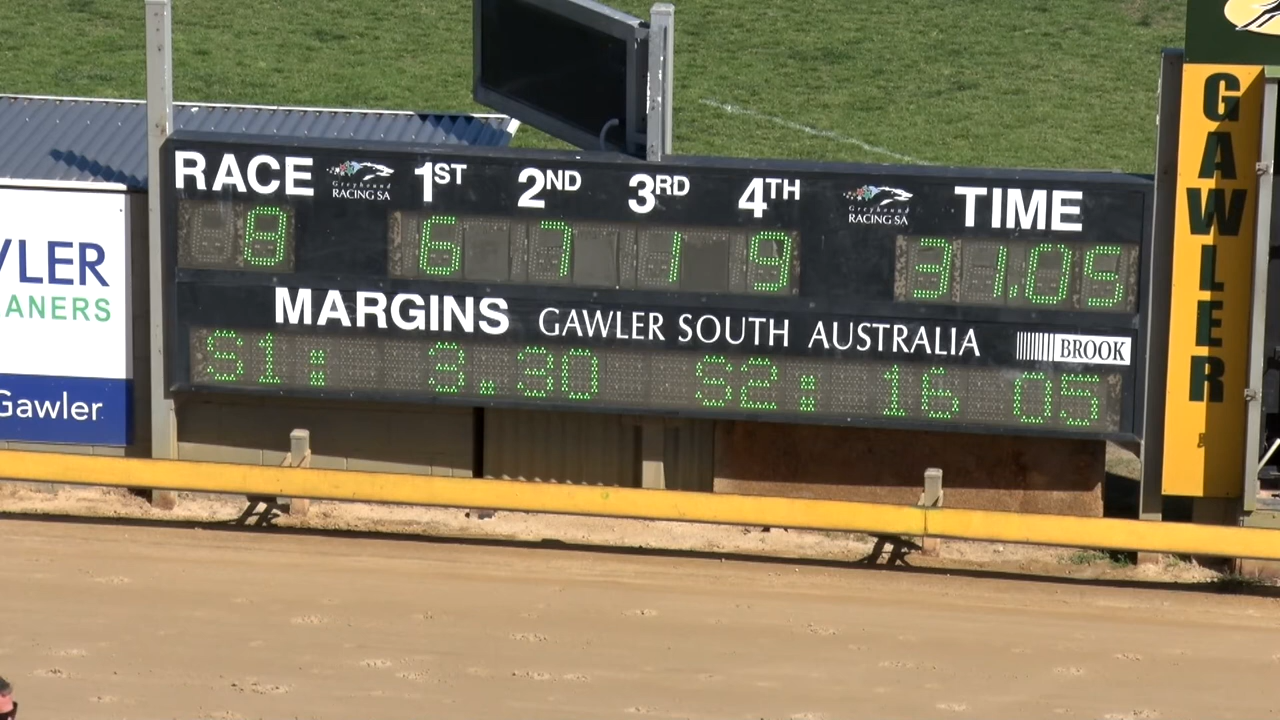 RACE Greyhound RACING SA 1ST 2ND 3RD 4TH Greyhound RACING SA TIME
8 6 7 1 9 31.05
MARGINS GAWLER SOUTH AUSTRALIA BROOK
S1: 3.30 S2: 16 05
VLER
ANERS
Gawler
GAWLER